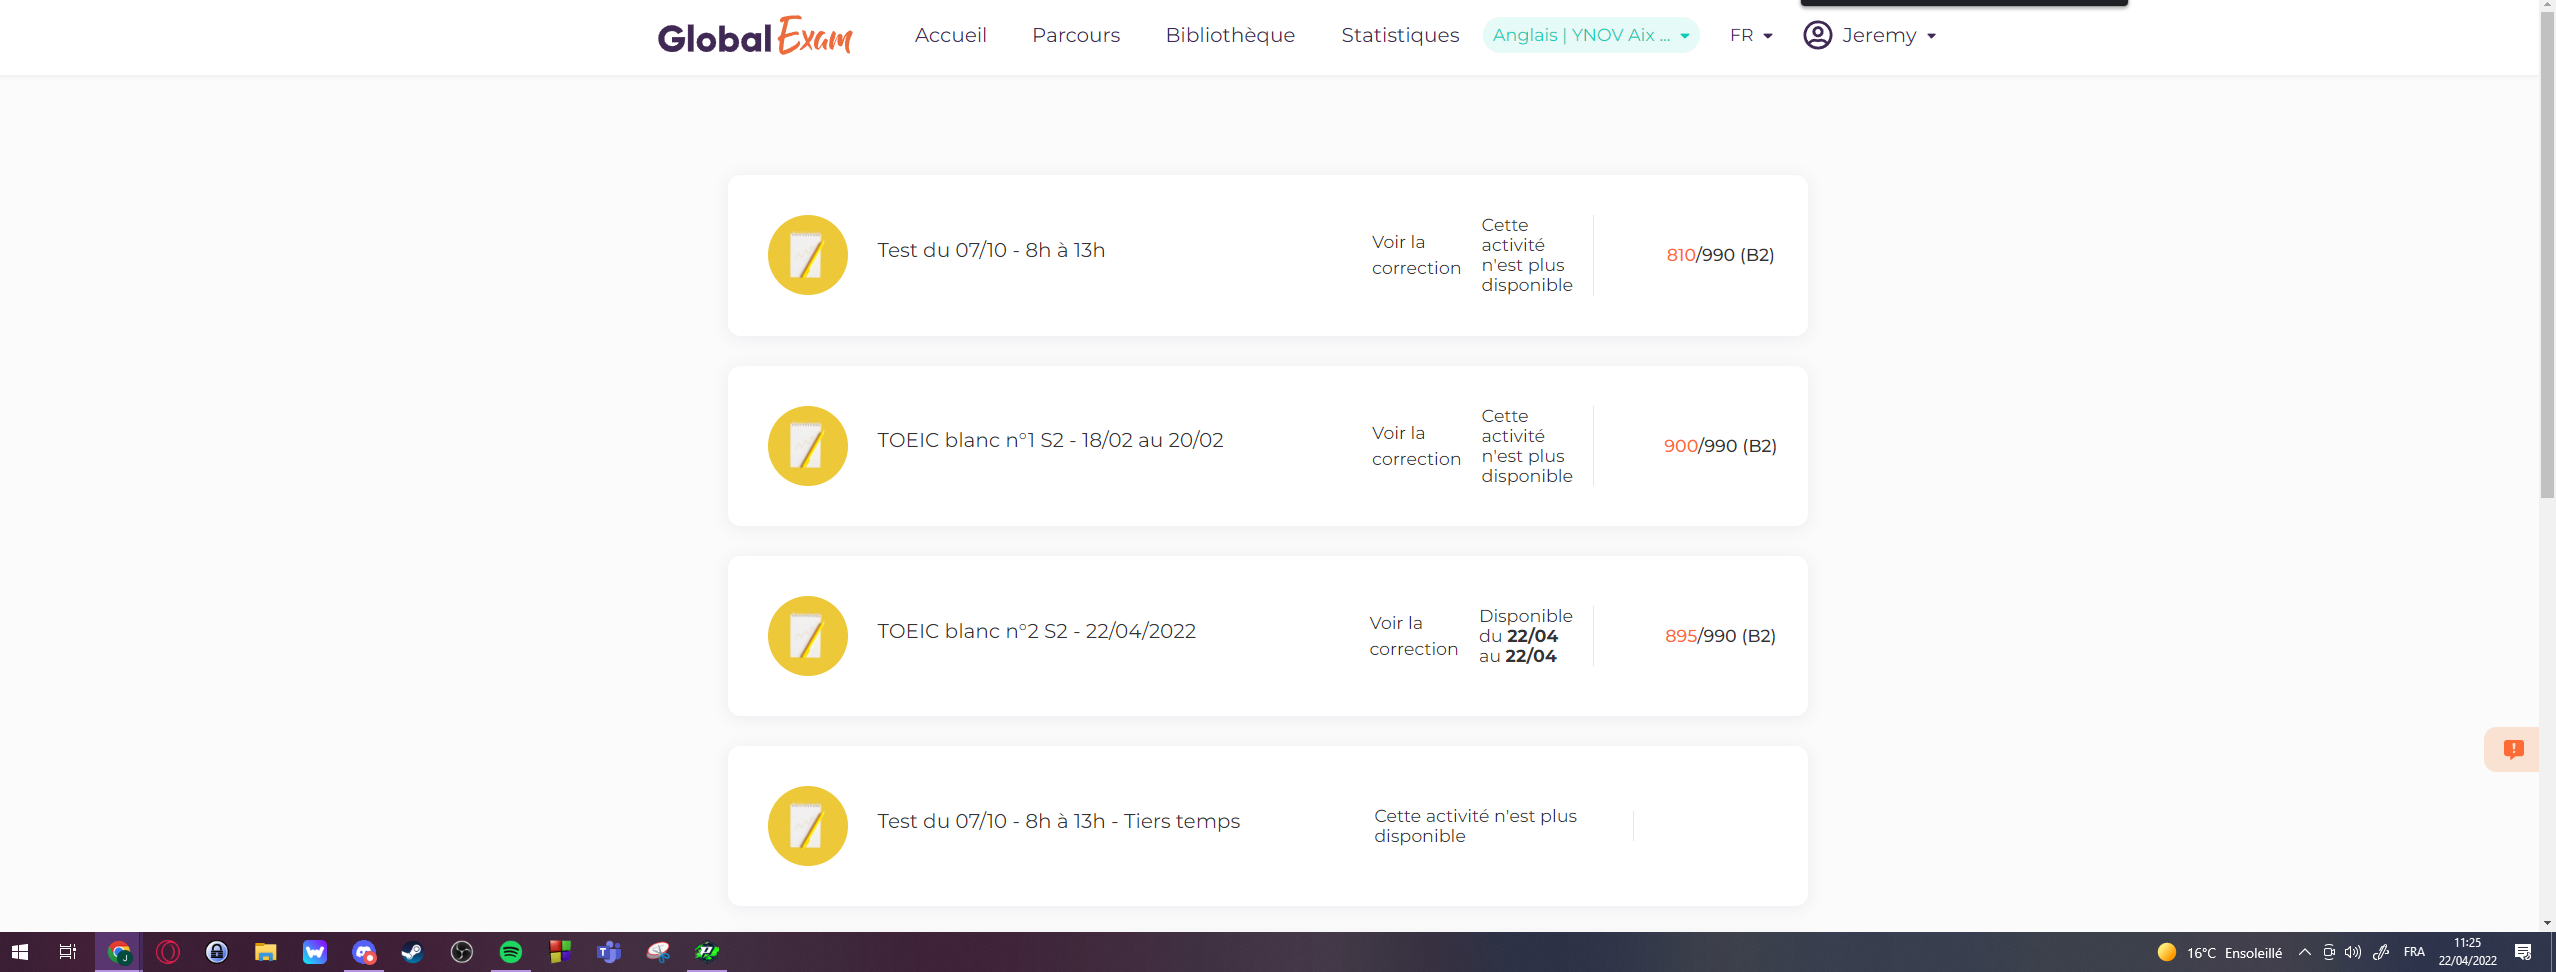 Global Exam
Accueil
Parcours
Bibliothèque
Statistiques
Anglais | YNOV Aix ...
FR
Jeremy
Test du 07/10 - 8h à 13h
Voir la
correction
Cette
activité
n'est plus
disponible
810/990 (B2)
TOEIC blanc n°1 S2 - 18/02 au 20/02
Voir la
correction
Cette
activité
n'est plus
disponible
900/990 (B2)
TOEIC blanc n°2 S2 - 22/04/2022
Voir la
correction
Disponible
du 22/04
au 22/04
895/990 (B2)
Test du 07/10 - 8h à 13h - Tiers temps
Cette activité n'est plus
disponible
16°C Ensoleillé
FRA
11:25
22/04/2022